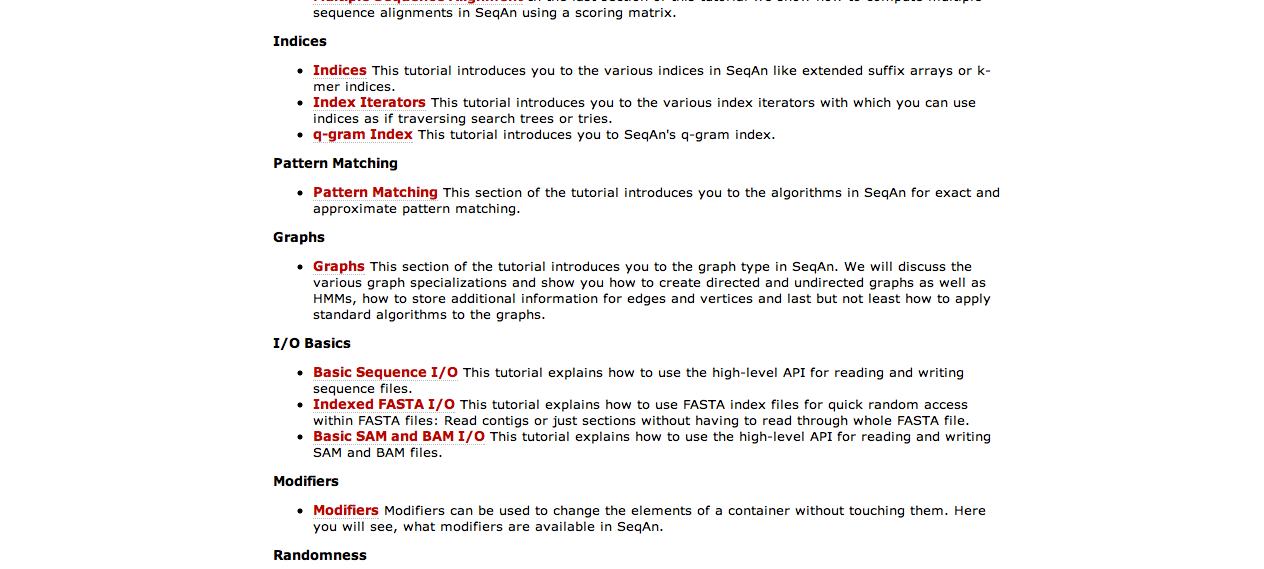 sequence alignments in SeqAn using a scoring matrix.
Indices
Indices This tutorial introduces you to the various indices in SeqAn like extended suffix arrays or k-
mer indices.
Index Iterators This tutorial introduces you to the various index iterators with which you can use
indices as if traversing search trees or tries.
q-gram Index This tutorial introduces you to SeqAn's q-gram index.
Pattern Matching
Pattern Matching This section of the tutorial introduces you to the algorithms in SeqAn for exact and
approximate pattern matching.
Graphs
Graphs This section of the tutorial introduces you to the graph type in SeqAn. We will discuss the
various graph specializations and show you how to create directed and undirected graphs as well as
HMMs, how to store additional information for edges and vertices and last but not least how to apply
standard algorithms to the graphs.
I/O Basics
Basic Sequence I/O This tutorial explains how to use the high-level API for reading and writing
sequence files.
Indexed FASTA I/O This tutorial explains how to use FASTA index files for quick random access
within FASTA files: Read contigs or just sections without having to read through whole FASTA file.
Basic SAM and BAM I/O This tutorial explains how to use the high-level API for reading and writing
SAM and BAM files.
Modifiers
Modifiers Modifiers can be used to change the elements of a container without touching them. Here
you will see, what modifiers are available in SeqAn.
Randomness